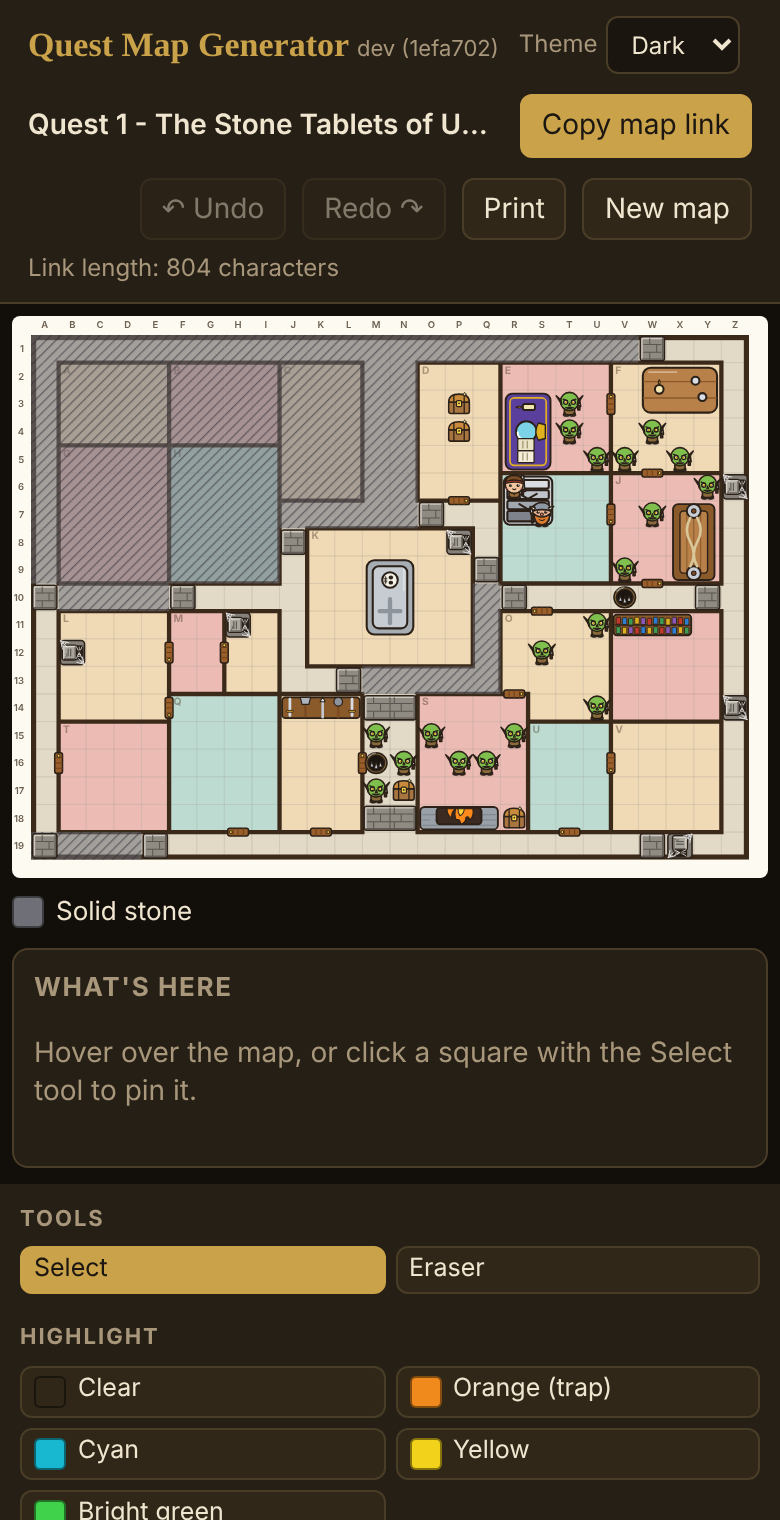 Quest Map Generator dev (1efa702) Theme Dark
Quest 1 - The Stone Tablets of U... Copy map link
↶ Undo Redo ↷ Print New map
Link length: 804 characters
A B C D E F G H I J K L M N O P Q R S T U V W X Y Z
1
2 D E F
3
4
5
6 J
7
8 K
9
10
11 L M O
12
13
14 Q S
15 T U V
16
17
18
19
Solid stone
WHAT'S HERE
Hover over the map, or click a square with the Select
tool to pin it.
TOOLS
Select Eraser
HIGHLIGHT
Clear Orange (trap)
Cyan Yellow
Bright green